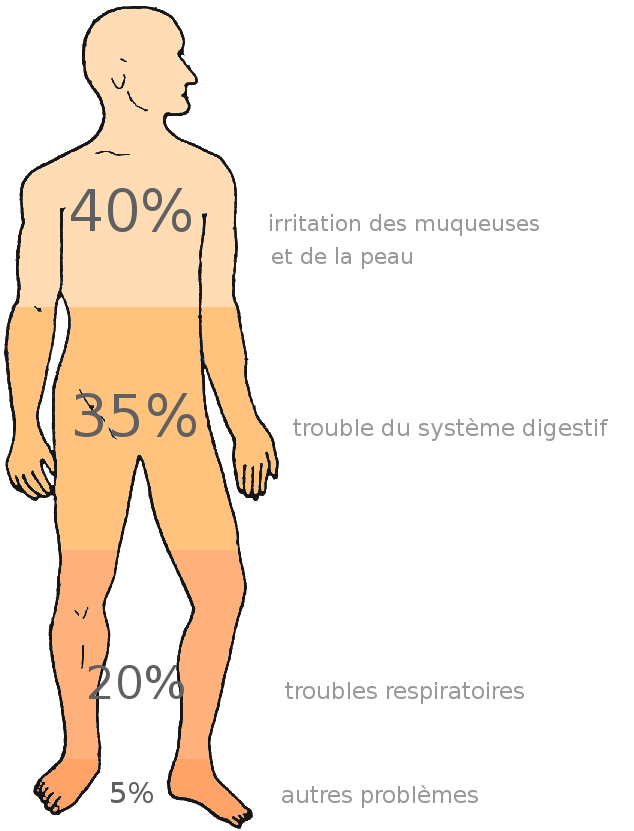 40%
irritation des muqueuses
et de la peau
35%
trouble du système digestif
20%
troubles respiratoires
5%
autres problèmes